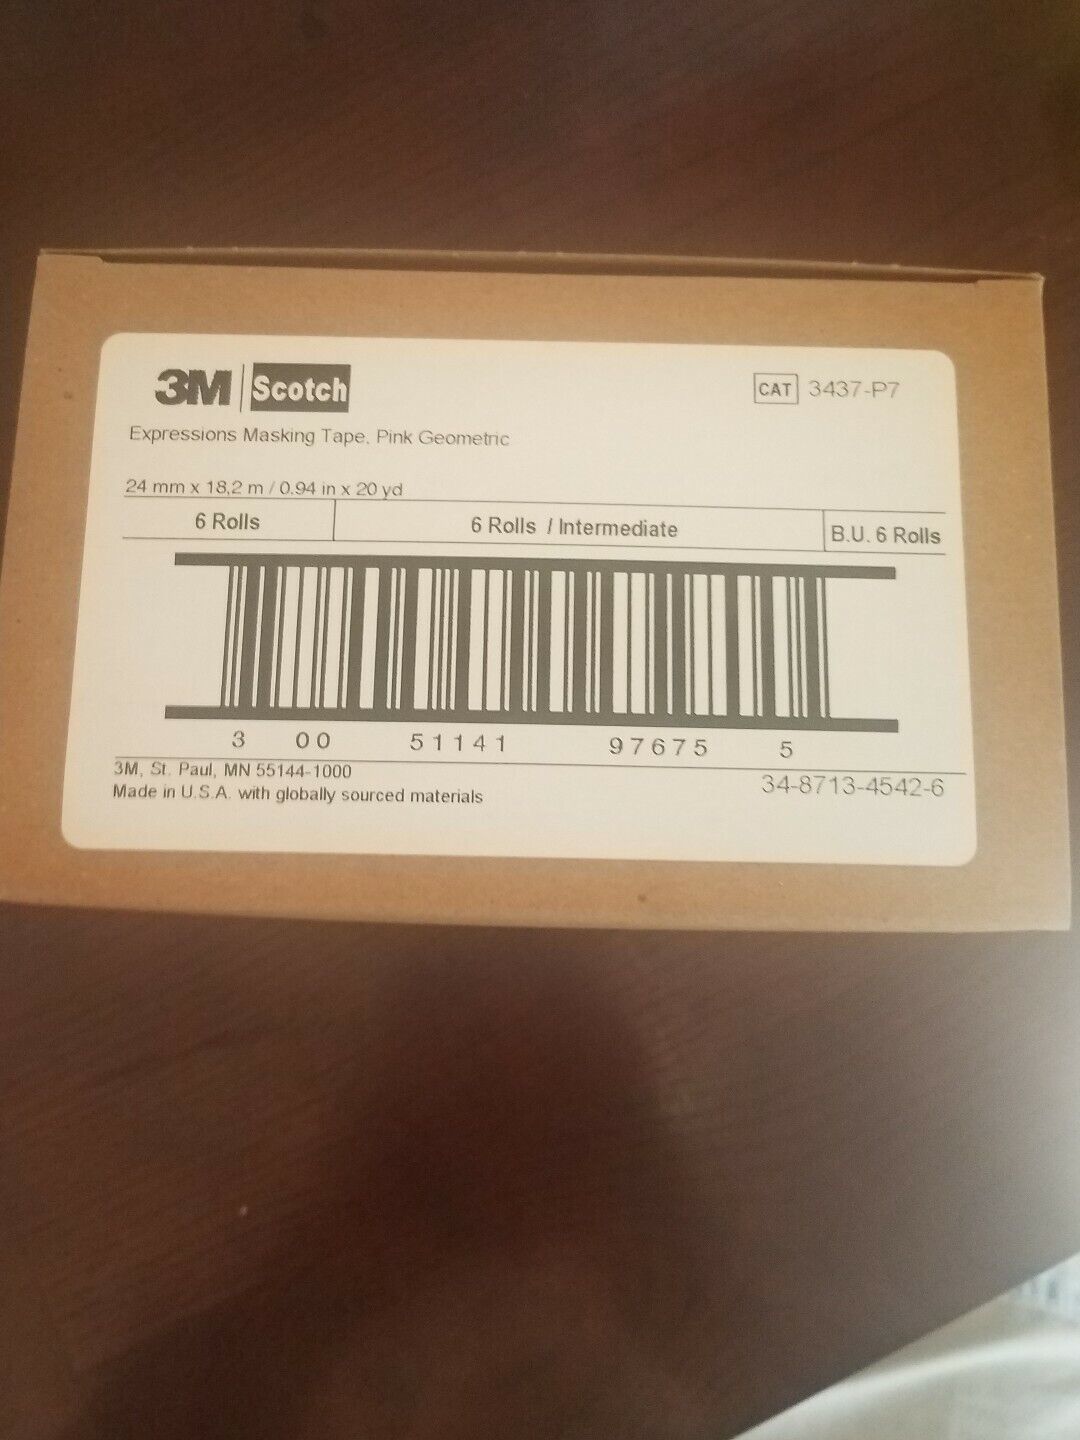 3M Scotch
CAT 3437-P7
Expressions Masking Tape, Pink Geometric
24 mm x 18,2 m / 0.94 in x 20 yd
6 Rolls 6 Rolls / Intermediate B.U. 6 Rolls
3 00 51141 97675 5
3M, St. Paul, MN 55144-1000
Made in U.S.A. with globally sourced materials
34-8713-4542-6